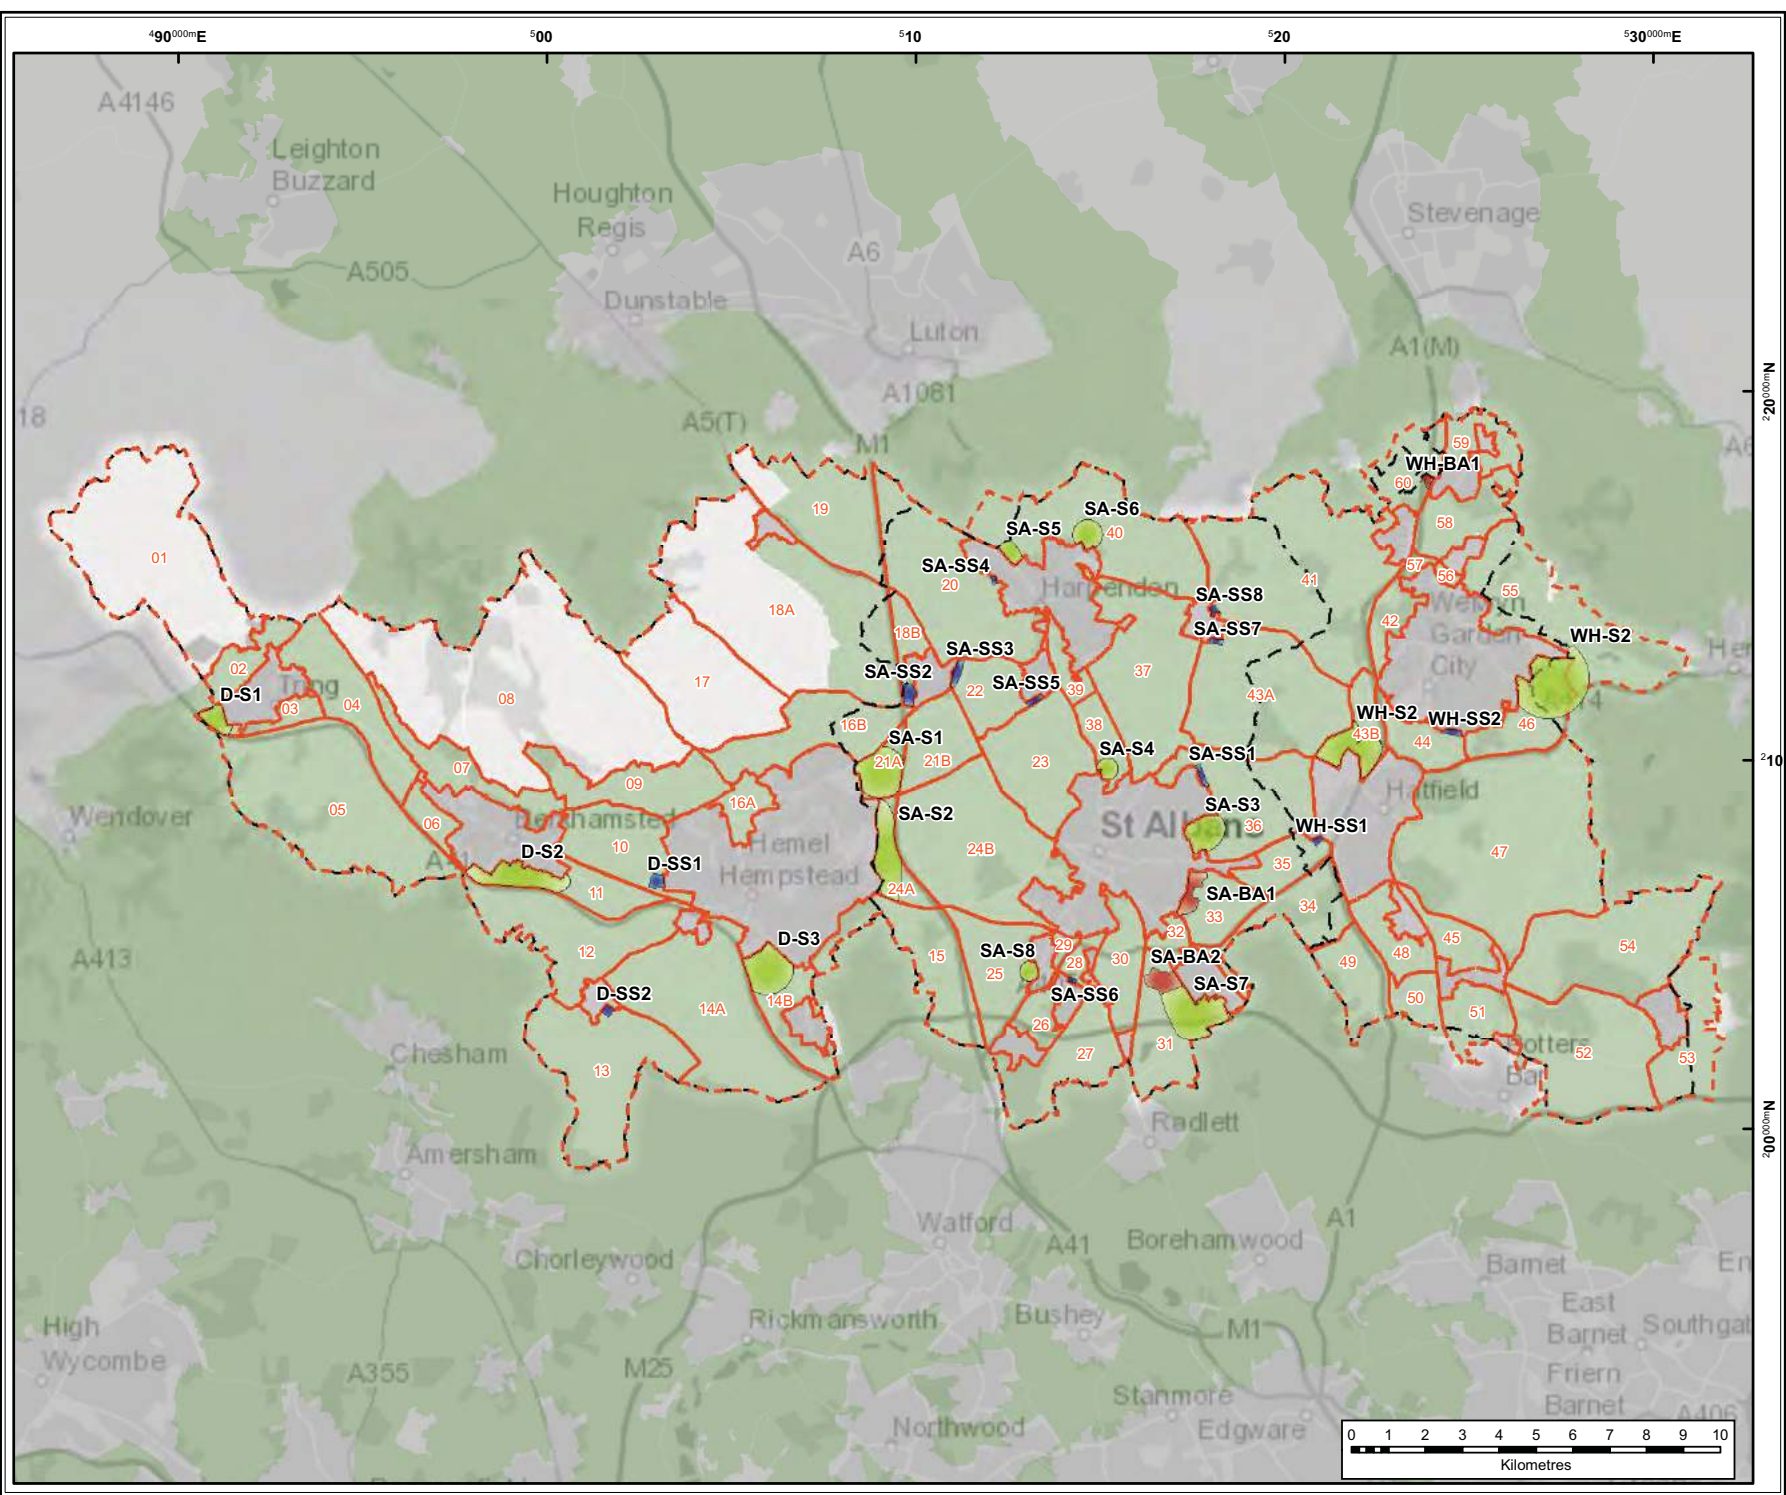 490000mE
500
510
520
530000mE
A4146
Leighton
Buzzard
Houghton
Regis
Stevenage
A6
A505
Dunstable
Luton
A1(M)
A1081
220000mN
18
A5(T)
M1
59
WH-BA1
60
19
SA-S6
40
58
SA-S5
01
SA-SS4
20
Harpenden
57
56
41
55
SA-SS8
18A
Welwyn
Garden
City
42
18B
SA-SS7
WH-S2
02
SA-SS3
SA-SS2
37
Tring
D-S1
03
04
08
17
22
SA-SS5
39
43A
WH-S2
WH-SS2
16B
38
43B
44
46
SA-S1
21A
21B
23
SA-S4
SA-SS1
07
09
16A
Hatfield
05
Wendover
06
Berkhamsted
SA-S2
SA-S3
St Albans
36
WH-SS1
10
Hemel
Hempstead
24B
47
D-S2
D-SS1
35
11
24A
SA-BA1
33
34
32
D-S3
29
A413
12
15
SA-S8
25
28
30
SA-BA2
49
48
45
54
D-SS2
SA-SS6
SA-S7
50
14A
14B
26
51
31
27
Potters
52
53
Chesham
13
Radlett
Amersham
Watford
A41
Borehamwood
A1
Chorleywood
Barnet
Rickmansworth
Bushey
M1
East
Barnet
Southgat
High
Wycombe
A355
M25
Friern
Barnet
Stanmore
Edgware
Northwood
A406
200000mN
0 1 2 3 4 5 6 7 8 9 10
Kilometres